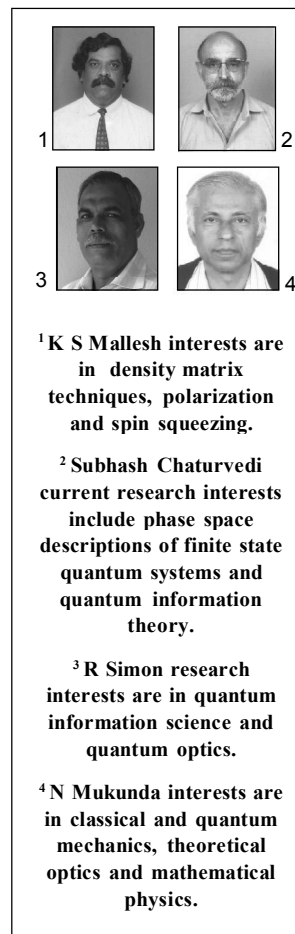 1
2
3
4
¹ K S Mallesh interests are
in density matrix
techniques, polarization
and spin squeezing.
² Subhash Chaturvedi
current research interests
include phase space
descriptions of finite state
quantum systems and
quantum information
theory.
³ R Simon research
interests are in quantum
information science and
quantum optics.
⁴ N Mukunda interests are
in classical and quantum
mechanics, theoretical
optics and mathematical
physics.